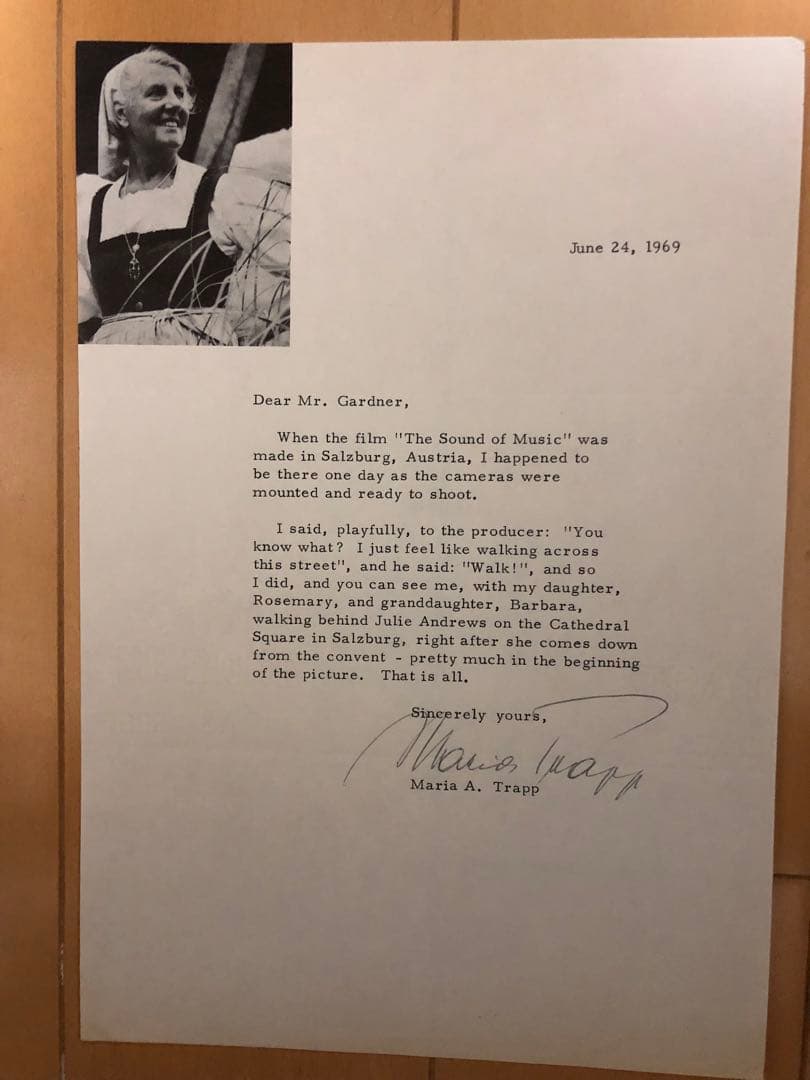 June 24, 1969
Dear Mr. Gardner,
When the film "The Sound of Music" was
made in Salzburg, Austria, I happened to
be there one day as the cameras were
mounted and ready to shoot.
I said, playfully, to the producer: "You
know what? I just feel like walking across
this street", and he said: "Walk!", and so
I did, and you can see me, with my daughter,
Rosemary, and granddaughter, Barbara,
walking behind Julie Andrews on the Cathedral
Square in Salzburg, right after she comes down
from the convent - pretty much in the beginning
of the picture. That is all.
Sincerely yours,
Maria Trapp
Maria A. Trapp